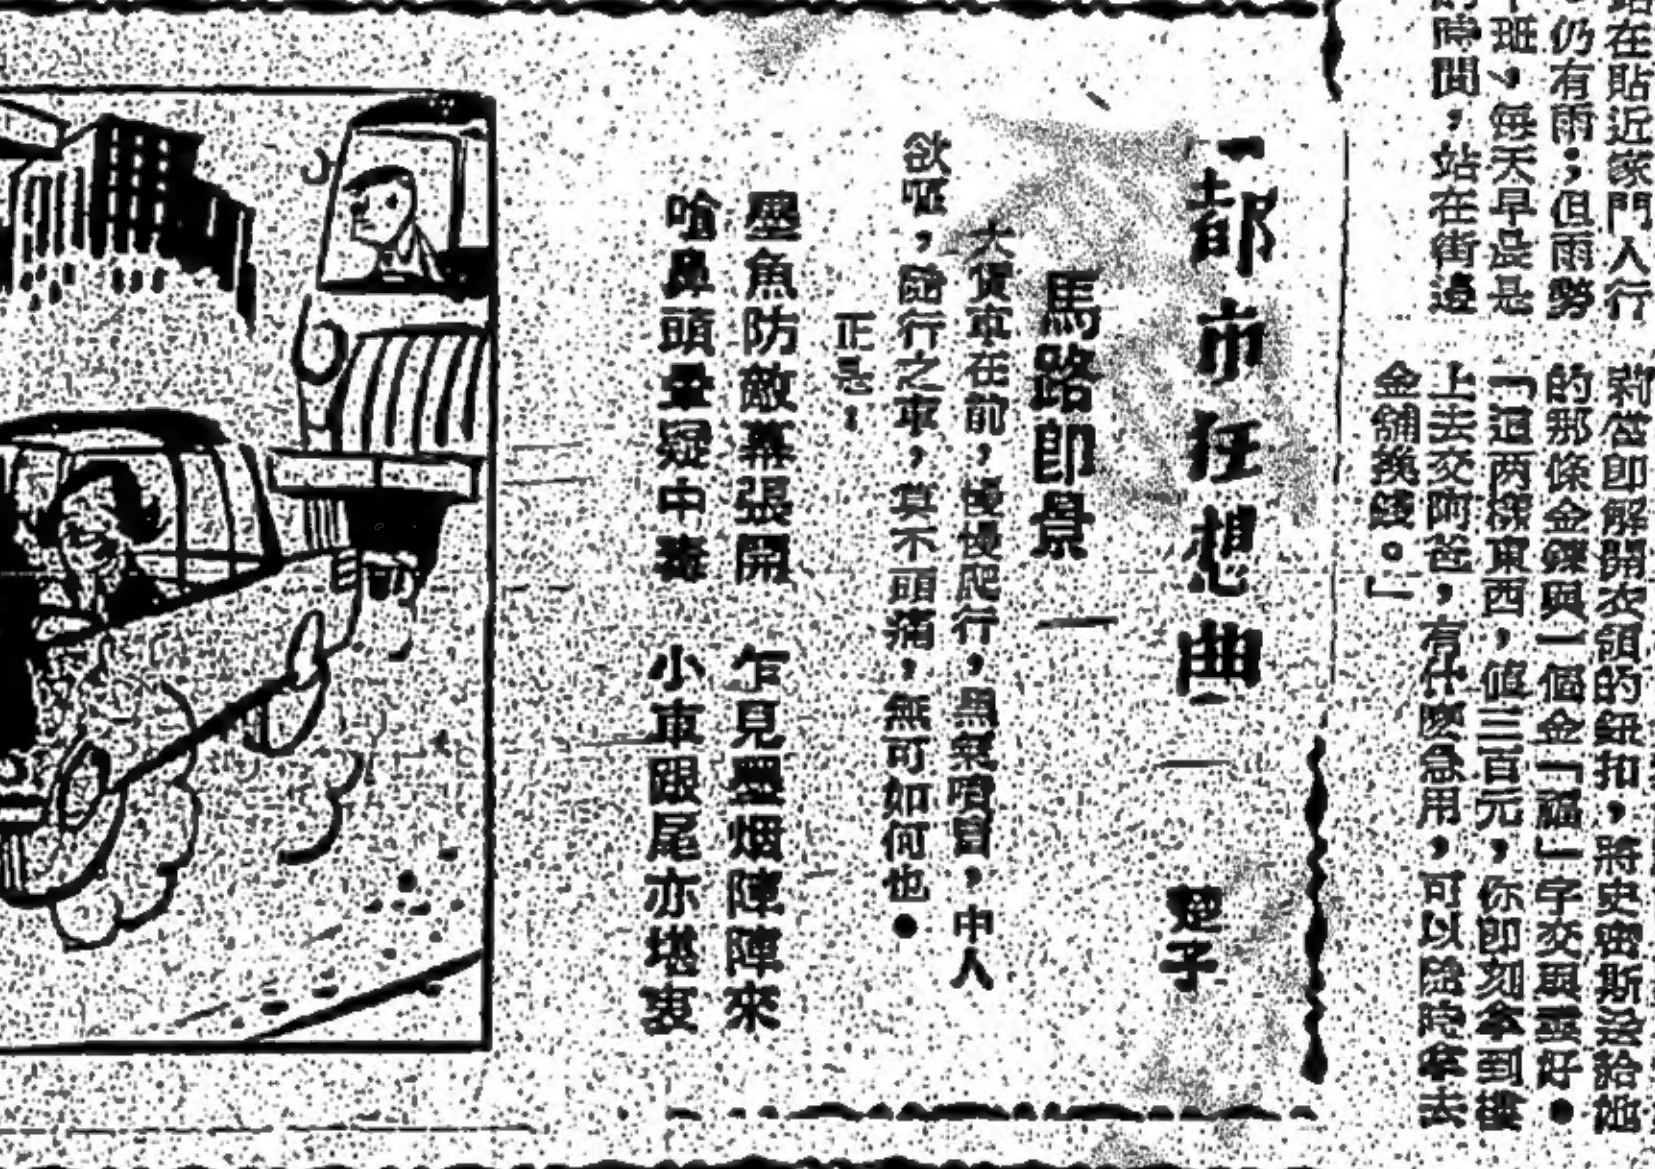 站在貼近家門人行
仍有雨；但雨勢
班，每天早晨是
時間，站在街邊
莉當即解開衣領的鈕扣，將史密斯送給她
的那條金鍊與一個金「福」字交與雲好。
「這两樣東西，值三百元，你即刻拿到樓
上去交阿爸，有什麽急用，可以隨時拿去
金舖換錢。」
都市狂想曲
馬路即景
大貨車在前，慢慢爬行，黑氣噴冒，中人
欲嘔，隨行之車，莫不頭痛，無可如何也。
正是：
墨魚防敵幕張開 乍見墨烟陣陣來
嗆鼻頭暈疑中毒 小車跟尾亦堪哀